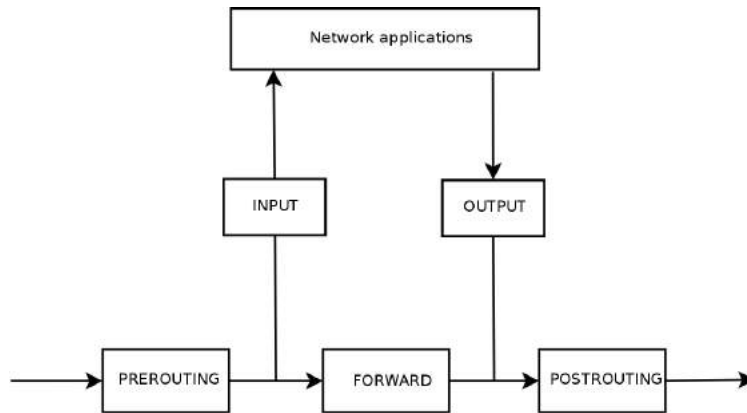 Network applications
INPUT
OUTPUT
PREROUTING
FORWARD
POSTROUTING